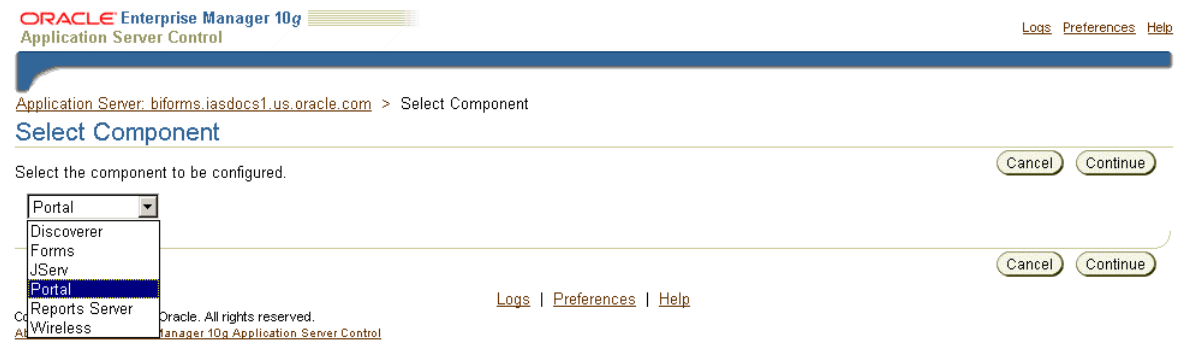 ORACLE Enterprise Manager 10g
Application Server Control
Logs Preferences Help
Application Server: biforms.iasdocs1.us.oracle.com > Select Component
Select Component
Select the component to be configured.
Cancel Continue
Portal
Discoverer
Forms
JServ
Portal
Reports Server
Wireless
Cancel Continue
Logs | Preferences | Help
Oracle. All rights reserved.
Manager 10g Application Server Control